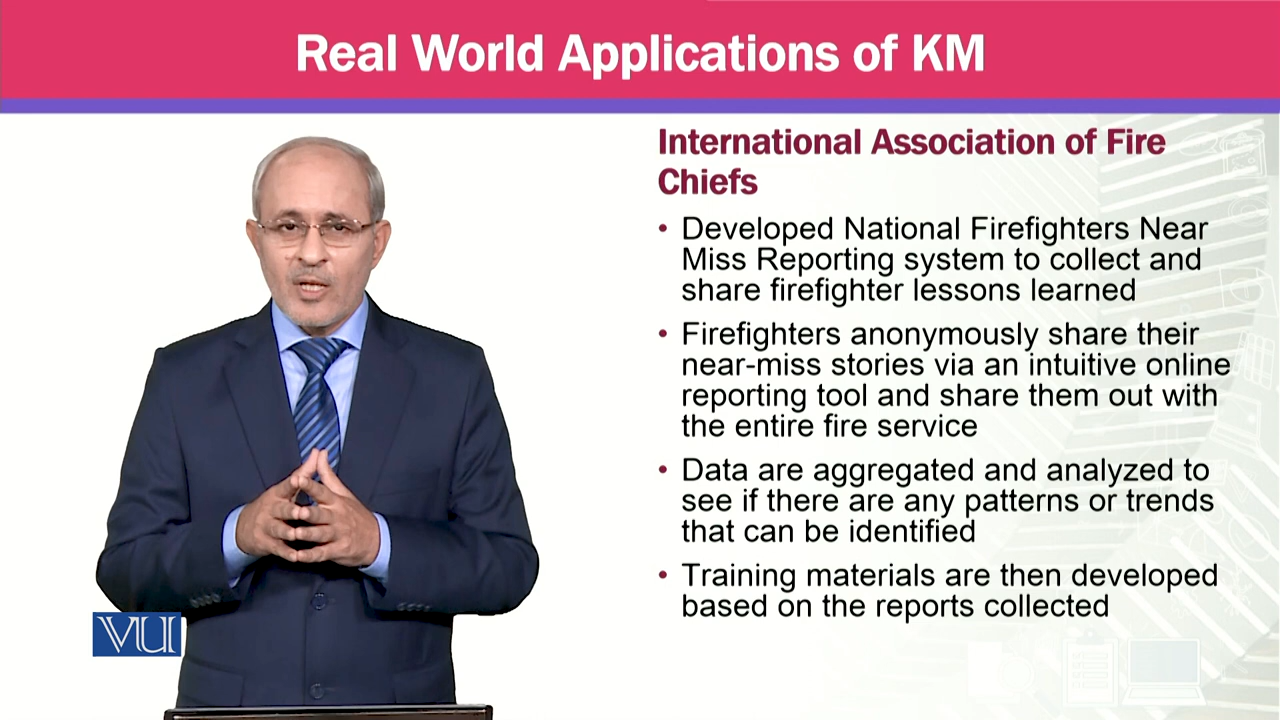 Real World Applications of KM
International Association of Fire
Chiefs
• Developed National Firefighters Near
Miss Reporting system to collect and
share firefighter lessons learned
• Firefighters anonymously share their
near-miss stories via an intuitive online
reporting tool and share them out with
the entire fire service
• Data are aggregated and analyzed to
see if there are any patterns or trends
that can be identified
• Training materials are then developed
based on the reports collected
VU